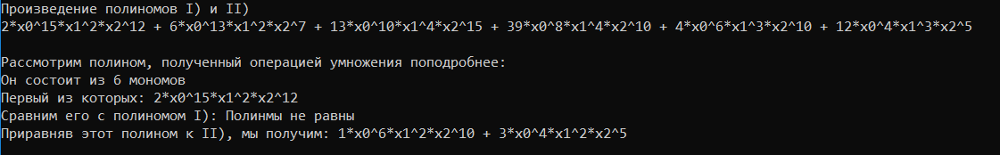 Произведение полиномов I) и II)
2*x0^15*x1^2*x2^12 + 6*x0^13*x1^2*x2^7 + 13*x0^10*x1^4*x2^15 + 39*x0^8*x1^4*x2^10 + 4*x0^6*x1^3*x2^10 + 12*x0^4*x1^3*x2^5
Рассмотрим полином, полученный операцией умножения поподробнее:
Он состоит из 6 мономов
Первый из которых: 2*x0^15*x1^2*x2^12
Сравним его с полиномом I): Полинмы не равны
Приравняв этот полином к II), мы получим: 1*x0^6*x1^2*x2^10 + 3*x0^4*x1^2*x2^5